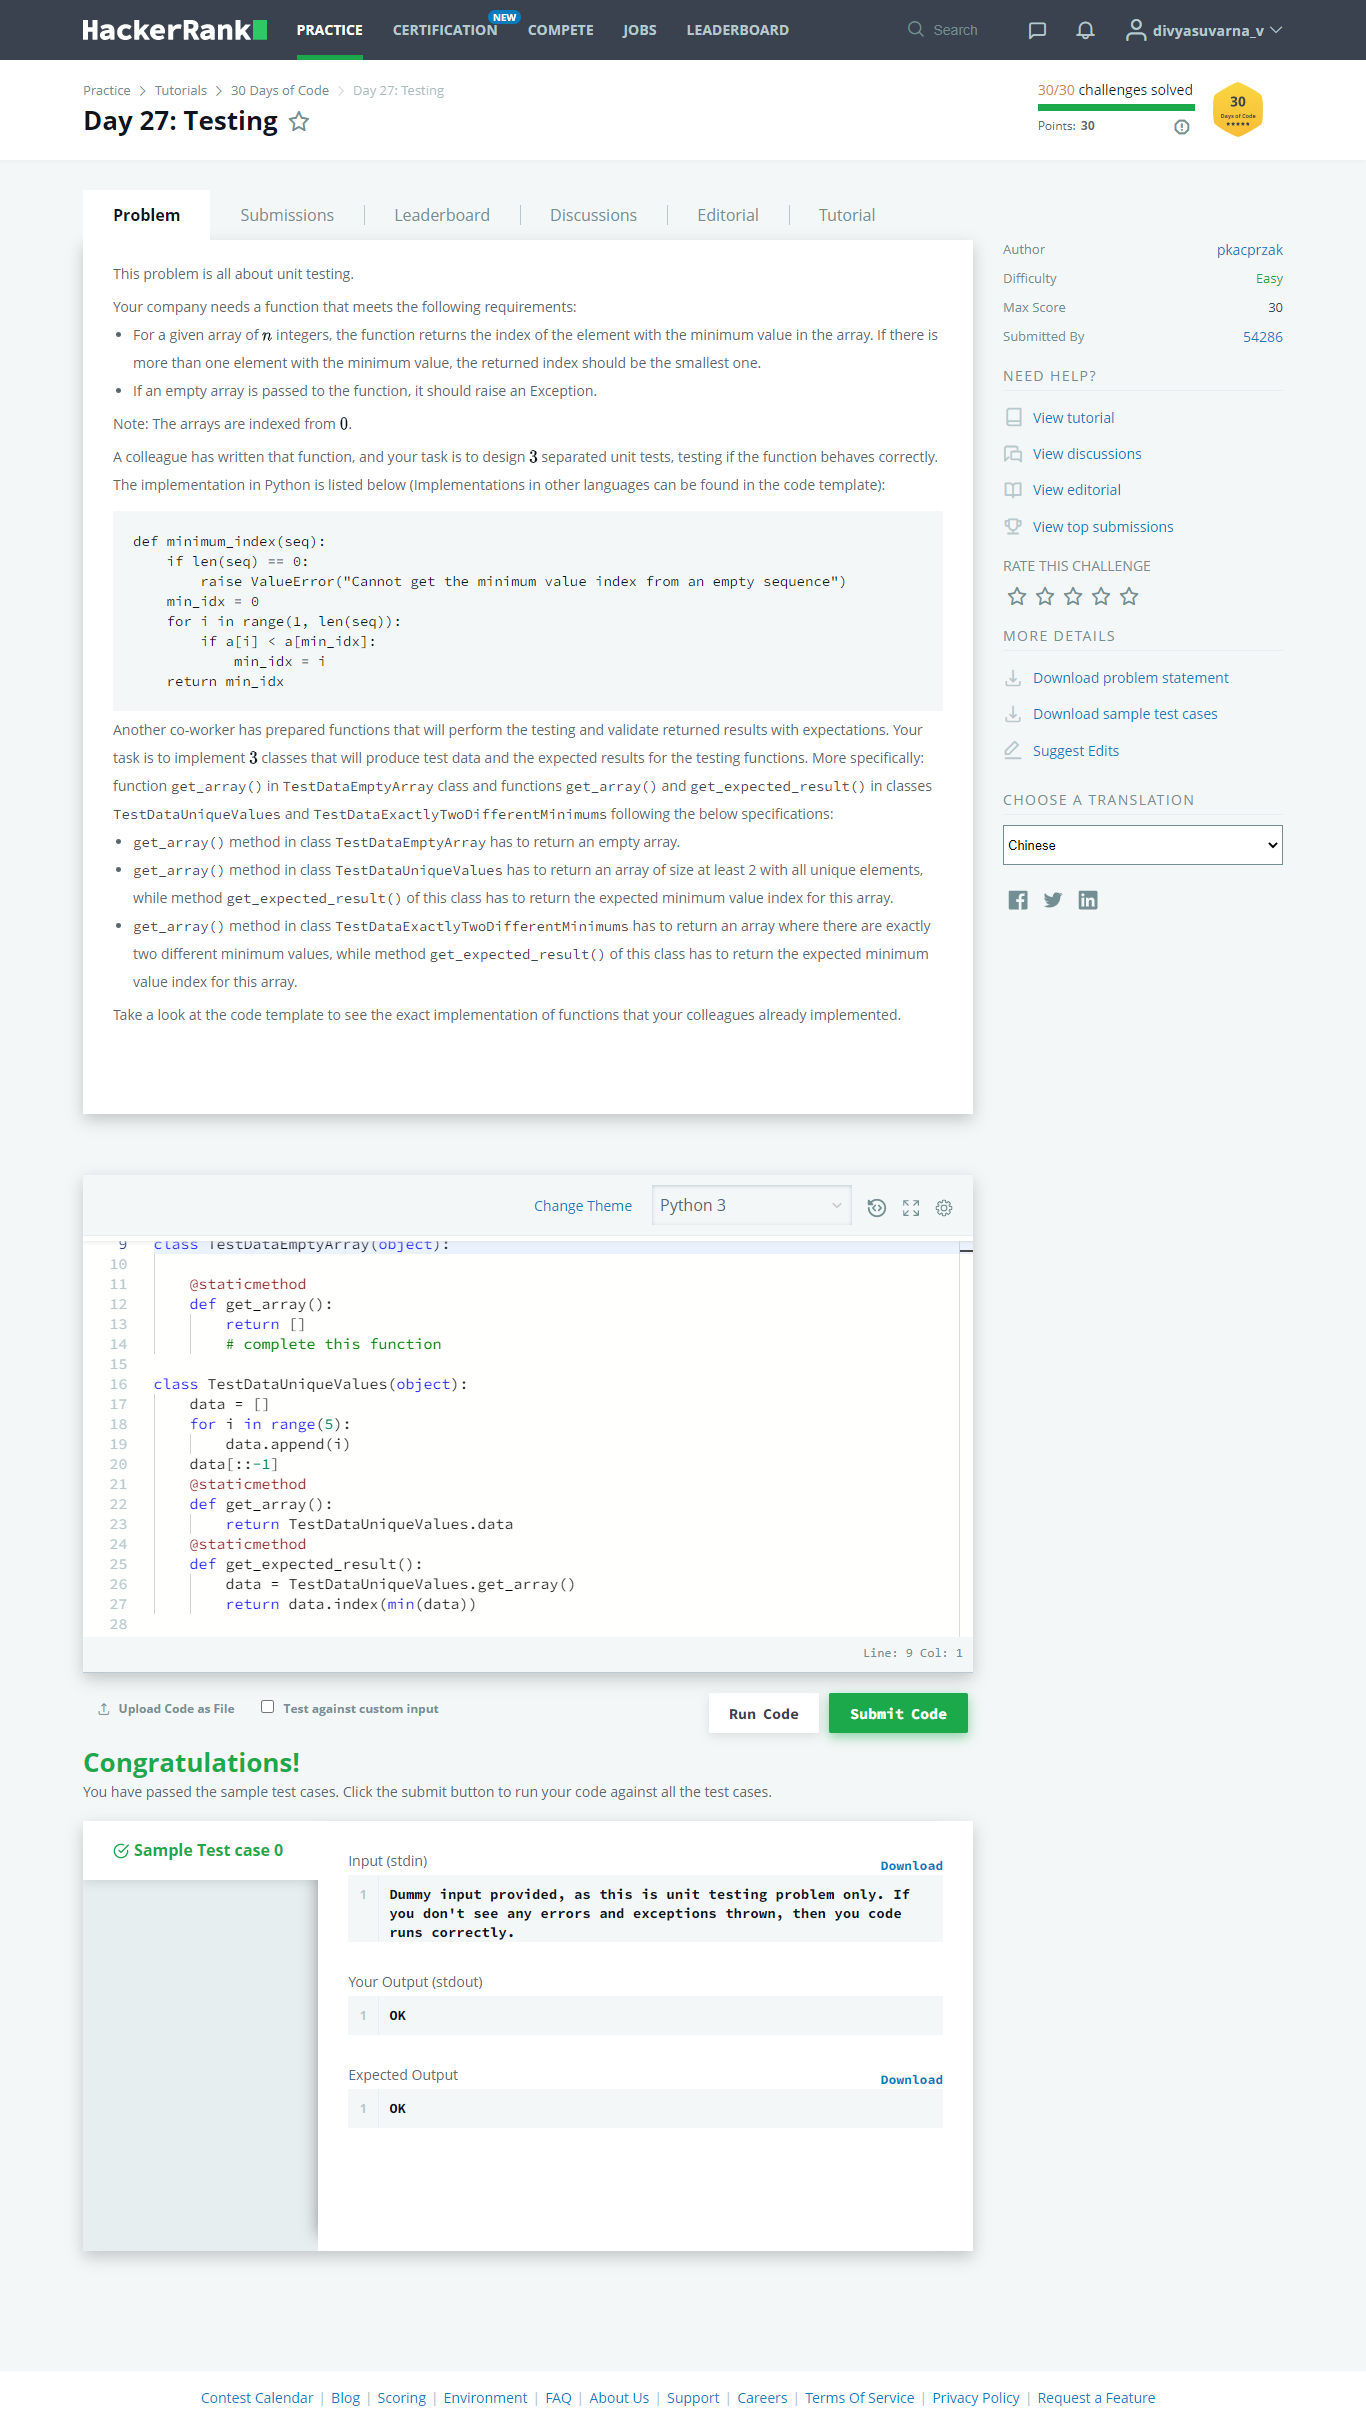 HackerRank PRACTICE CERTIFICATION NEW COMPETE JOBS LEADERBOARD Search divyasuvarna_v
Practice > Tutorials > 30 Days of Code > Day 27: Testing
Day 27: Testing
30/30 challenges solved
Points: 30
30
Days of Code
Problem Submissions Leaderboard Discussions Editorial Tutorial
This problem is all about unit testing.
Your company needs a function that meets the following requirements:
• For a given array of n integers, the function returns the index of the element with the minimum value in the array. If there is
more than one element with the minimum value, the returned index should be the smallest one.
• If an empty array is passed to the function, it should raise an Exception.
Note: The arrays are indexed from 0.
A colleague has written that function, and your task is to design 3 separated unit tests, testing if the function behaves correctly.
The implementation in Python is listed below (Implementations in other languages can be found in the code template):
def minimum_index(seq):
    if len(seq) == 0:
        raise ValueError("Cannot get the minimum value index from an empty sequence")
    min_idx = 0
    for i in range(1, len(seq)):
        if a[i] < a[min_idx]:
            min_idx = i
    return min_idx
Another co-worker has prepared functions that will perform the testing and validate returned results with expectations. Your
task is to implement 3 classes that will produce test data and the expected results for the testing functions. More specifically:
function get_array() in TestDataEmptyArray class and functions get_array() and get_expected_result() in classes
TestDataUniqueValues and TestDataExactlyTwoDifferentMinimums following the below specifications:
• get_array() method in class TestDataEmptyArray has to return an empty array.
• get_array() method in class TestDataUniqueValues has to return an array of size at least 2 with all unique elements,
while method get_expected_result() of this class has to return the expected minimum value index for this array.
• get_array() method in class TestDataExactlyTwoDifferentMinimums has to return an array where there are exactly
two different minimum values, while method get_expected_result() of this class has to return the expected minimum
value index for this array.
Take a look at the code template to see the exact implementation of functions that your colleagues already implemented.
Author pkacprzak
Difficulty Easy
Max Score 30
Submitted By 54286
NEED HELP?
View tutorial
View discussions
View editorial
View top submissions
RATE THIS CHALLENGE
MORE DETAILS
Download problem statement
Download sample test cases
Suggest Edits
CHOOSE A TRANSLATION
Chinese
Change Theme Python 3
9 class TestDataEmptyArray(object):
10
11     @staticmethod
12     def get_array():
13         return []
14         # complete this function
15
16 class TestDataUniqueValues(object):
17     data = []
18     for i in range(5):
19         data.append(i)
20     data[::-1]
21     @staticmethod
22     def get_array():
23         return TestDataUniqueValues.data
24     @staticmethod
25     def get_expected_result():
26         data = TestDataUniqueValues.get_array()
27         return data.index(min(data))
28
Line: 9 Col: 1
Upload Code as File Test against custom input Run Code Submit Code
Congratulations!
You have passed the sample test cases. Click the submit button to run your code against all the test cases.
Sample Test case 0
Input (stdin) Download
1 Dummy input provided, as this is unit testing problem only. If
you don't see any errors and exceptions thrown, then you code
runs correctly.
Your Output (stdout)
1 OK
Expected Output Download
1 OK
Contest Calendar | Blog | Scoring | Environment | FAQ | About Us | Support | Careers | Terms Of Service | Privacy Policy | Request a Feature